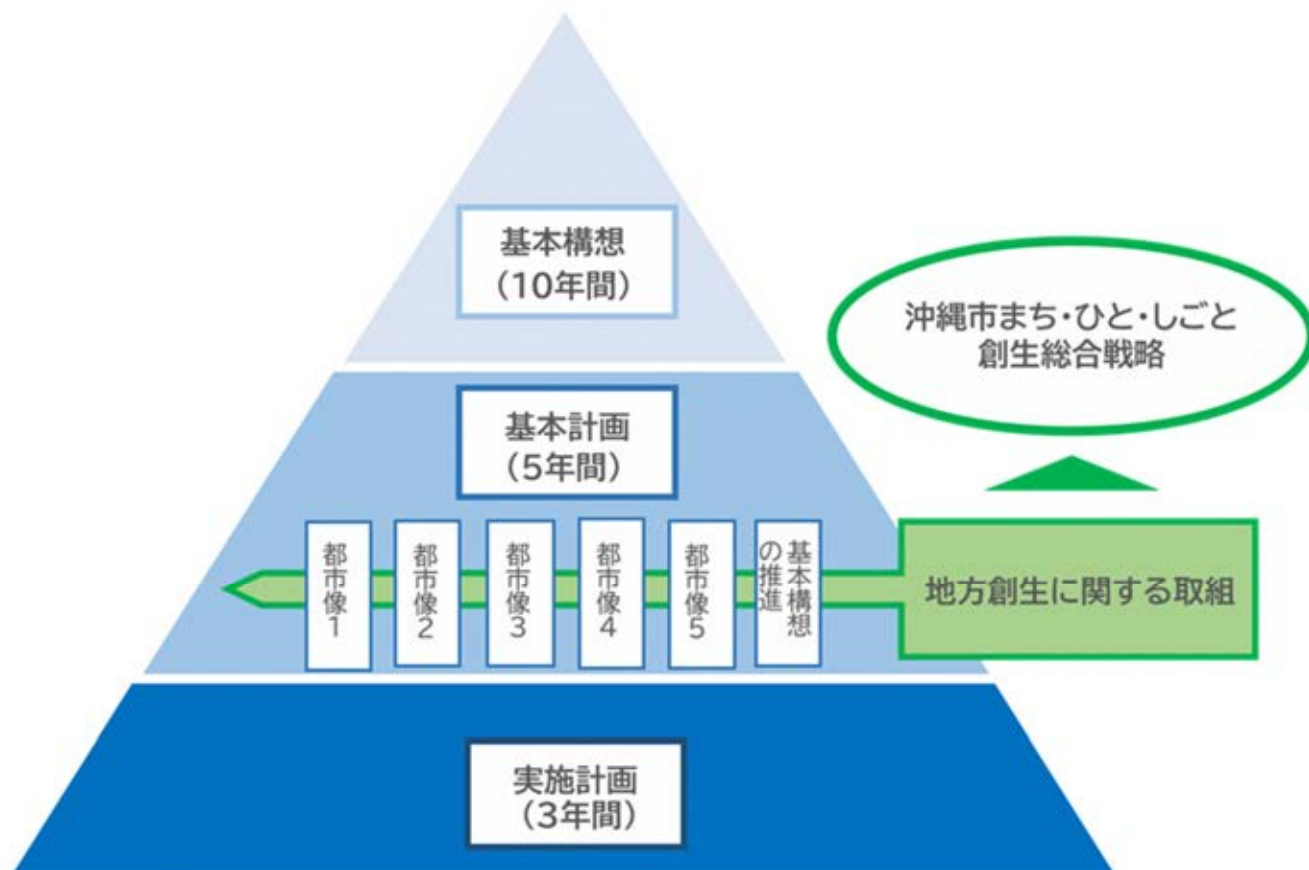 基本構想
（10年間）
沖縄市まち・ひと・しごと
創生総合戦略
基本計画
（5年間）
都市像1
都市像2
都市像3
都市像4
都市像5
基本構想
の推進
地方創生に関する取組
実施計画
（3年間）